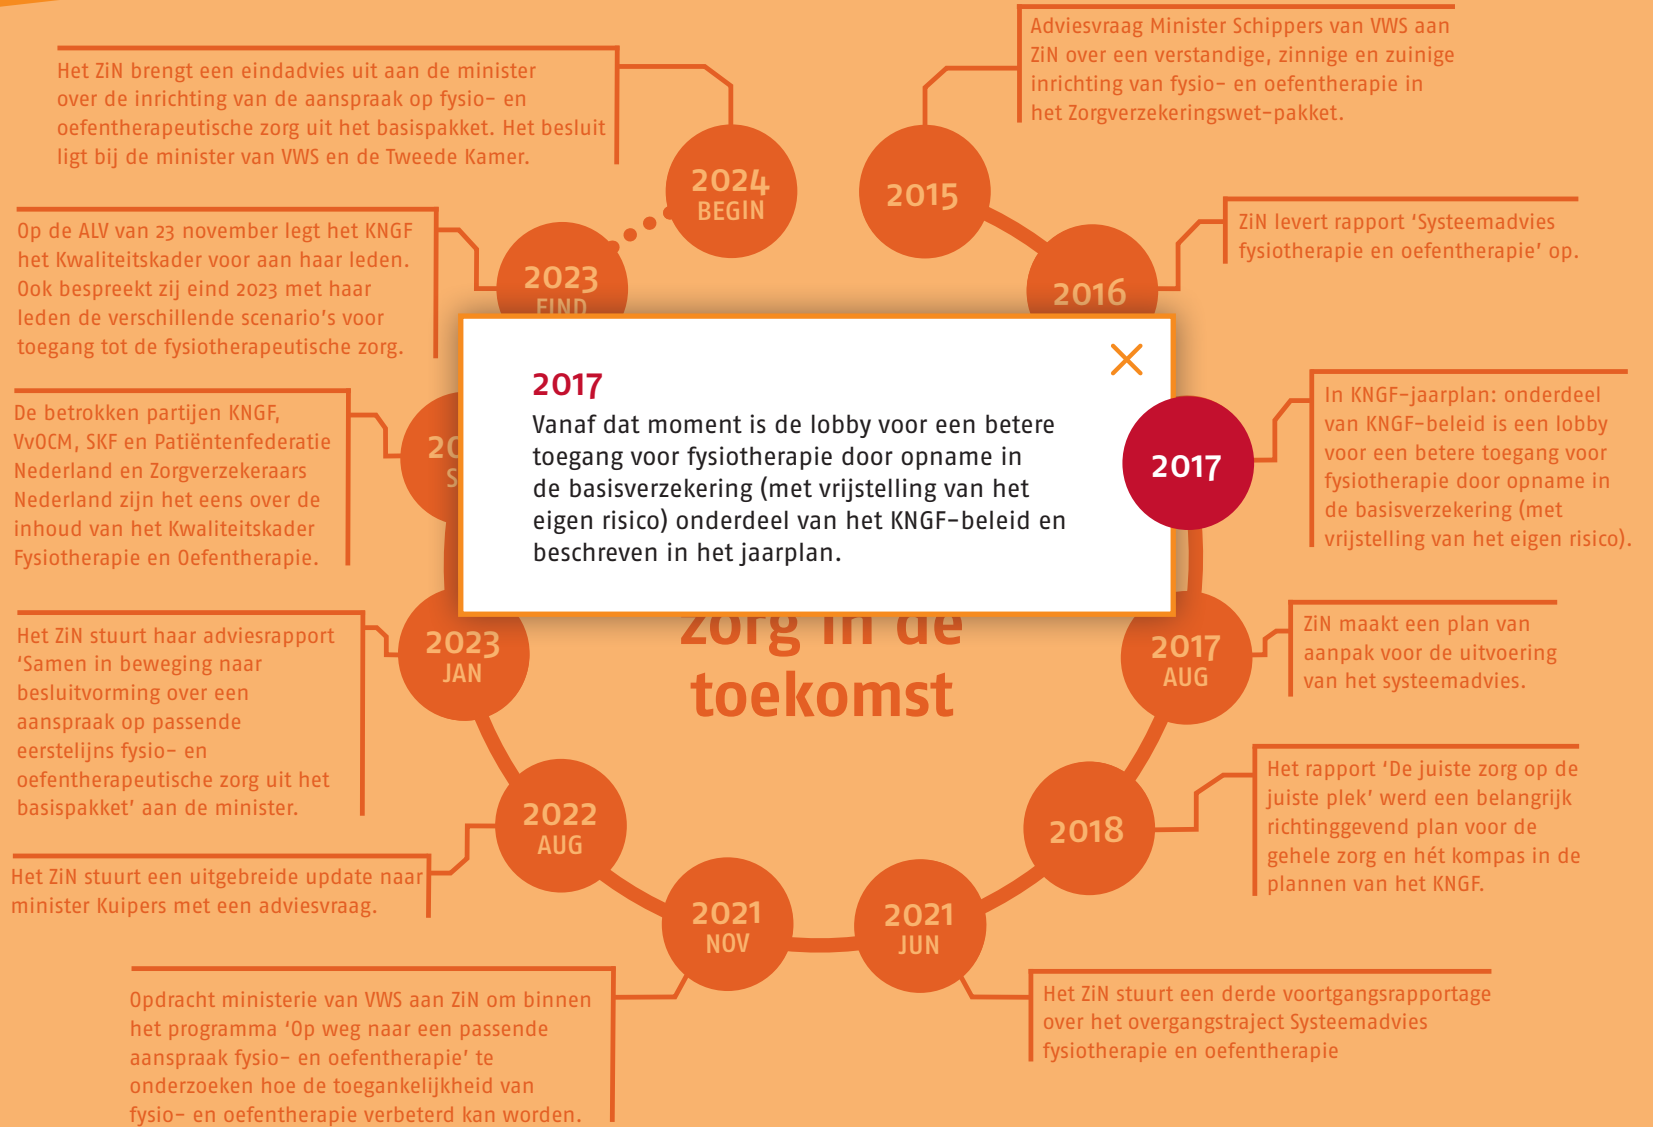 Adviesvraag Minister Schippers van VWS aan
ZiN over een verstandige, zinnige en zuinige
inrichting van fysio- en oefentherapie in
het Zorgverzekeringswet-pakket.
2015
ZiN levert rapport ‘Systeemadvies
fysiotherapie en oefentherapie’ op.
2016
2017
Vanaf dat moment is de lobby voor een betere
toegang voor fysiotherapie door opname in
de basisverzekering (met vrijstelling van het
eigen risico) onderdeel van het KNGF-beleid en
beschreven in het jaarplan.
2017
In KNGF-jaarplan: onderdeel
van KNGF-beleid is een lobby
voor een betere toegang voor
fysiotherapie door opname in
de basisverzekering (met
vrijstelling van het eigen risico).
zorg in de
toekomst
2017
AUG
ZiN maakt een plan van
aanpak voor de uitvoering
van het systeemadvies.
2018
Het rapport ‘De juiste zorg op de
juiste plek’ werd een belangrijk
richtinggevend plan voor de
gehele zorg en hét kompas in de
plannen van het KNGF.
2021
JUN
Het ZiN stuurt een derde voortgangsrapportage
over het overgangstraject Systeemadvies
fysiotherapie en oefentherapie
2021
NOV
Opdracht ministerie van VWS aan ZiN om binnen
het programma ‘Op weg naar een passende
aanspraak fysio- en oefentherapie’ te
onderzoeken hoe de toegankelijkheid van
fysio- en oefentherapie verbeterd kan worden.
2022
AUG
Het ZiN stuurt een uitgebreide update naar
minister Kuipers met een adviesvraag.
2023
JAN
Het ZiN stuurt haar adviesrapport
‘Samen in beweging naar
besluitvorming over een
aanspraak op passende
eerstelijns fysio- en
oefentherapeutische zorg uit het
basispakket’ aan de minister.
De betrokken partijen KNGF,
VvOCM, SKF en Patiëntenfederatie
Nederland en Zorgverzekeraars
Nederland zijn het eens over de
inhoud van het Kwaliteitskader
Fysiotherapie en Oefentherapie.
2023
EIND
Op de ALV van 23 november legt het KNGF
het Kwaliteitskader voor aan haar leden.
Ook bespreekt zij eind 2023 met haar
leden de verschillende scenario’s voor
toegang tot de fysiotherapeutische zorg.
2024
BEGIN
Het ZiN brengt een eindadvies uit aan de minister
over de inrichting van de aanspraak op fysio- en
oefentherapeutische zorg uit het basispakket. Het besluit
ligt bij de minister van VWS en de Tweede Kamer.